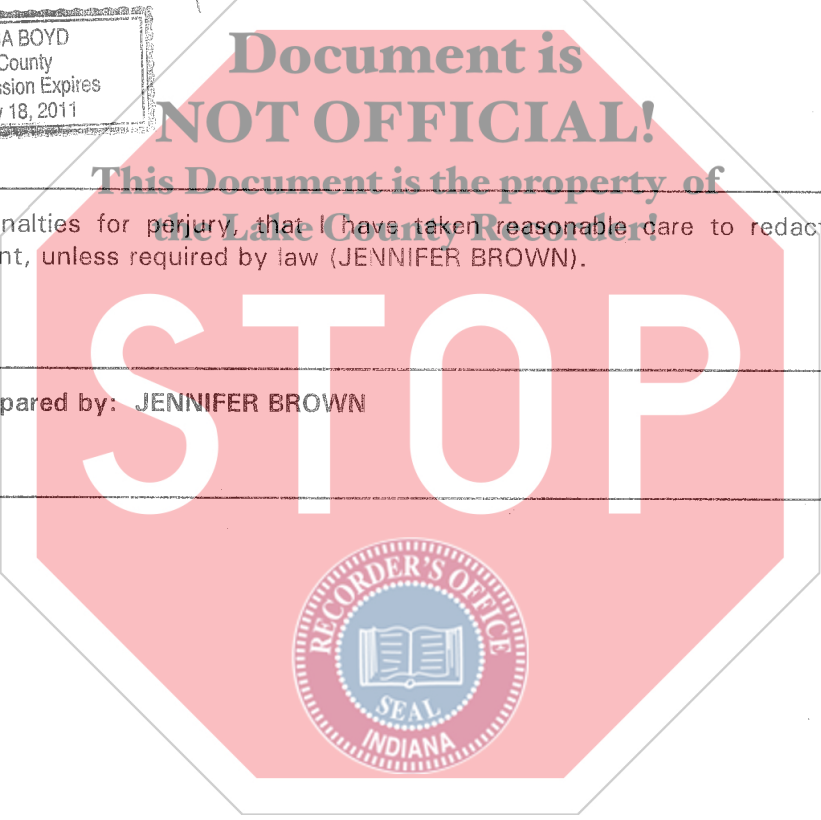 A BOYD
County
ssion Expires
18, 2011
Document is
NOT OFFICIAL!
This Document is the property of
the Lake County Recorder!
nalties for perjury, that I have taken reasonable care to redac
nt, unless required by law (JENNIFER BROWN).
STOP
pared by: JENNIFER BROWN
RECORDER'S OFFICE
SEAL
INDIANA